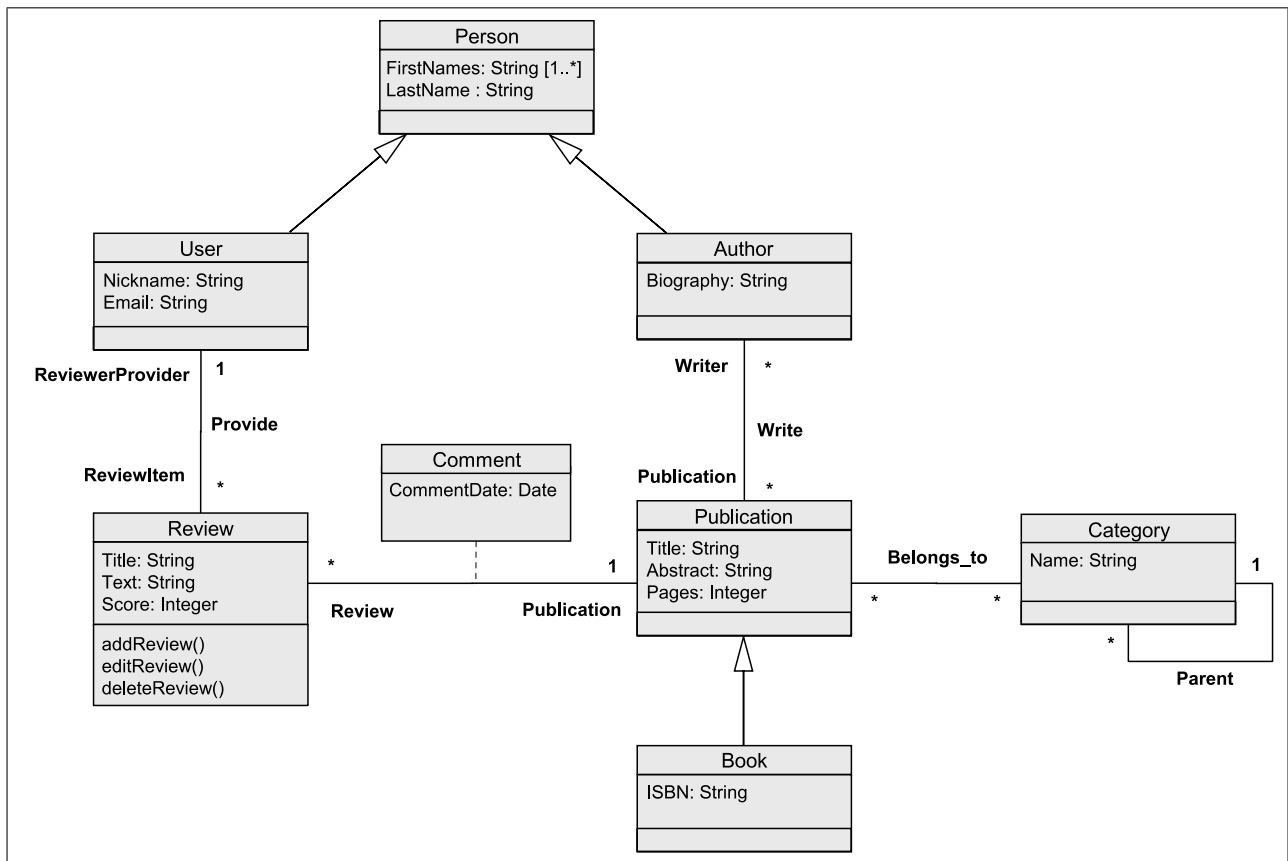 Person
FirstNames: String [1..*]
LastName : String
User
Nickname: String
Email: String
Author
Biography: String
ReviewerProvider
1
Writer
*
Provide
Write
ReviewItem
*
Publication
*
Comment
CommentDate: Date
Review
Title: String
Text: String
Score: Integer
addReview()
editReview()
deleteReview()
*
Review
1
Publication
Publication
Title: String
Abstract: String
Pages: Integer
Belongs_to
*
*
Category
Name: String
1
*
Parent
Book
ISBN: String